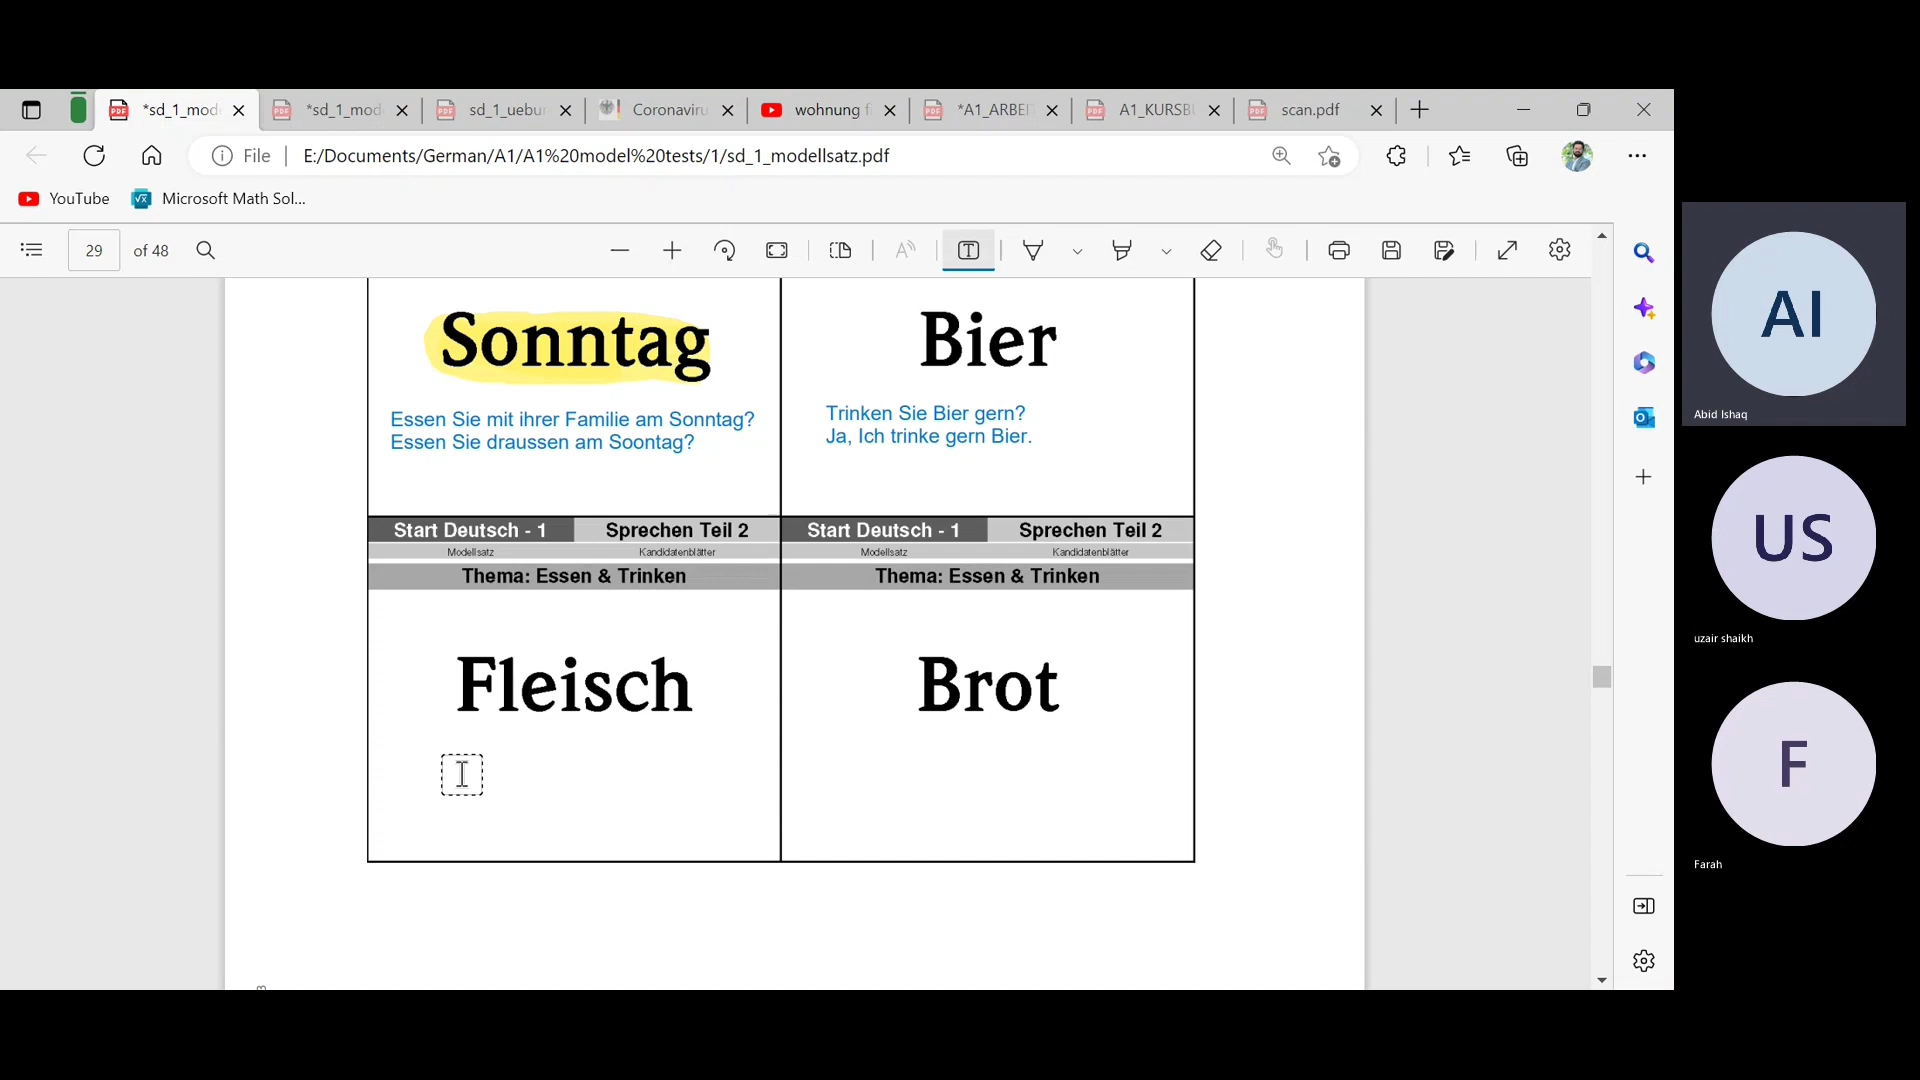 *sd_1_mod
*sd_1_mod
sd_1_uebu
Coronaviru
wohnung f
*A1_ARBEI
A1_KURSB
scan.pdf
File
E:/Documents/German/A1/A1%20model%20tests/1/sd_1_modellsatz.pdf
YouTube
Microsoft Math Sol...
29
of 48
Sonntag
Essen Sie mit ihrer Familie am Sonntag?
Essen Sie draussen am Soontag?
Bier
Trinken Sie Bier gern?
Ja, Ich trinke gern Bier.
Start Deutsch - 1
Sprechen Teil 2
Modellsatz
Kandidatenblätter
Thema: Essen & Trinken
Fleisch
Start Deutsch - 1
Sprechen Teil 2
Modellsatz
Kandidatenblätter
Thema: Essen & Trinken
Brot
AI
Abid Ishaq
US
uzair shaikh
F
Farah